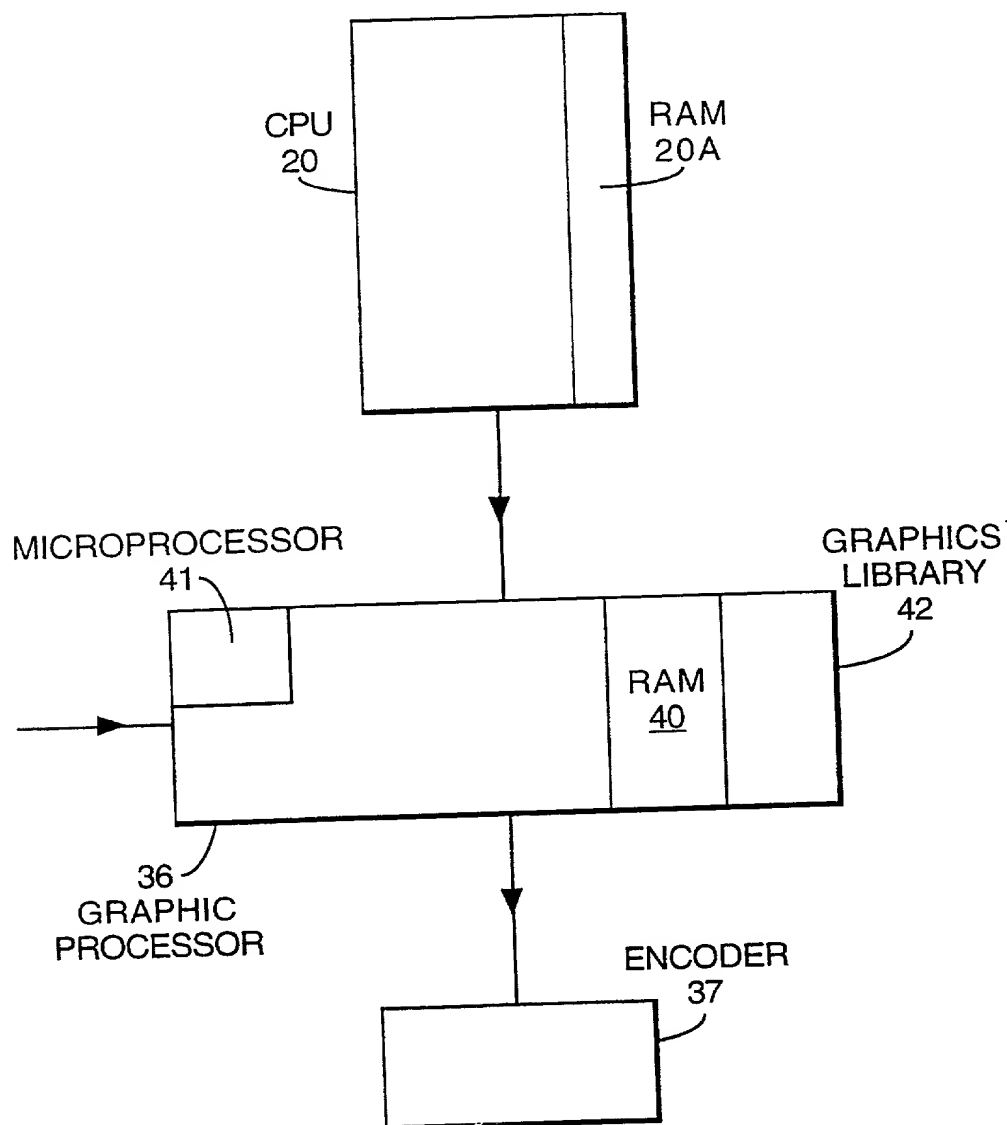 CPU
20
RAM
20A
MICROPROCESSOR
41
GRAPHICS
LIBRARY
42
RAM
40
36
GRAPHIC
PROCESSOR
ENCODER
37